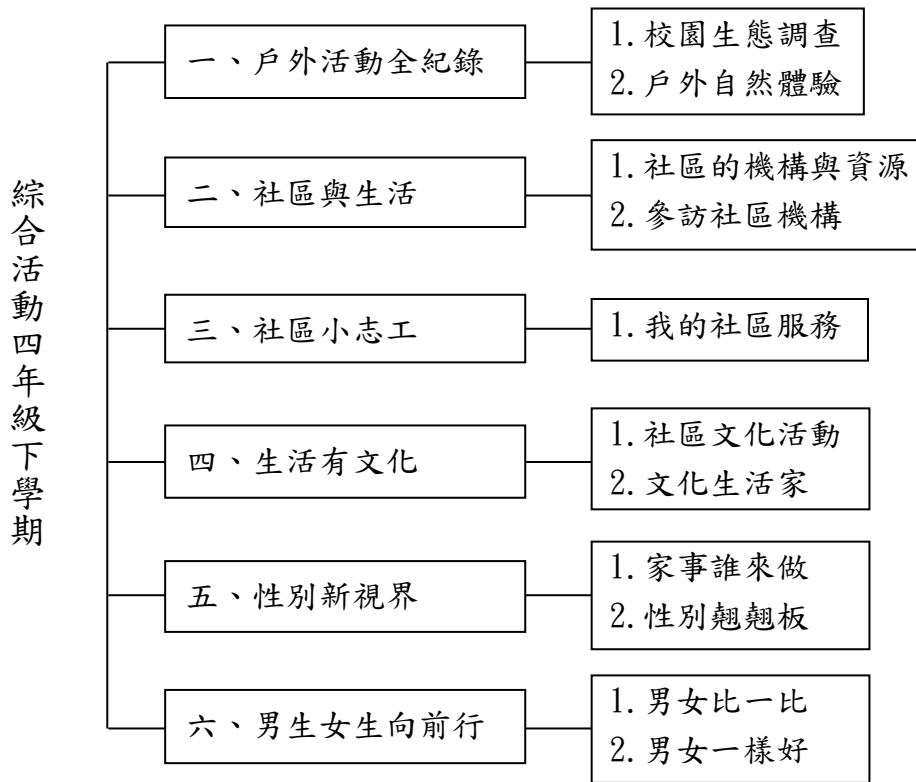 綜合活動四年級下學期
一、戶外活動全紀錄
1.校園生態調查
2.戶外自然體驗
二、社區與生活
1.社區的機構與資源
2.參訪社區機構
三、社區小志工
1.我的社區服務
四、生活有文化
1.社區文化活動
2.文化生活家
五、性別新視界
1.家事誰來做
2.性別翹翹板
六、男生女生向前行
1.男女比一比
2.男女一樣好